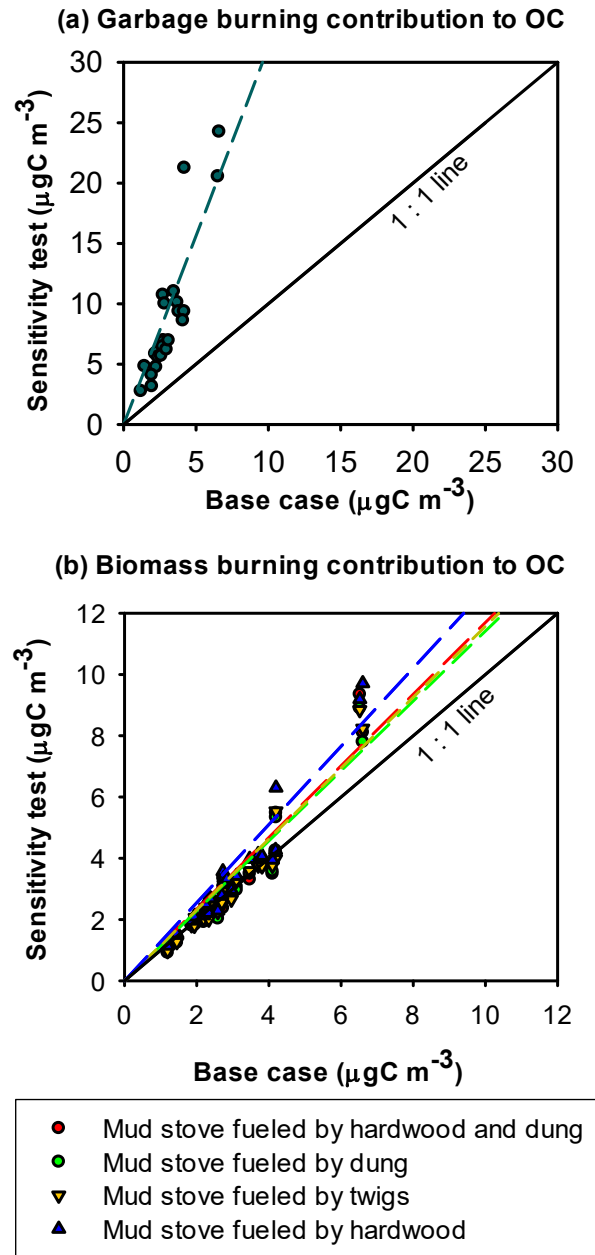 (a) Garbage burning contribution to OC
30
25
20
15
10
5
0
Sensitivity test (μgC m-3)
1 : 1 line
0 5 10 15 20 25 30
Base case (μgC m-3)
(b) Biomass burning contribution to OC
12
10
8
6
4
2
0
Sensitivity test (μgC m-3)
1 : 1 line
0 2 4 6 8 10 12
Base case (μgC m-3)
Mud stove fueled by hardwood and dung
Mud stove fueled by dung
Mud stove fueled by twigs
Mud stove fueled by hardwood